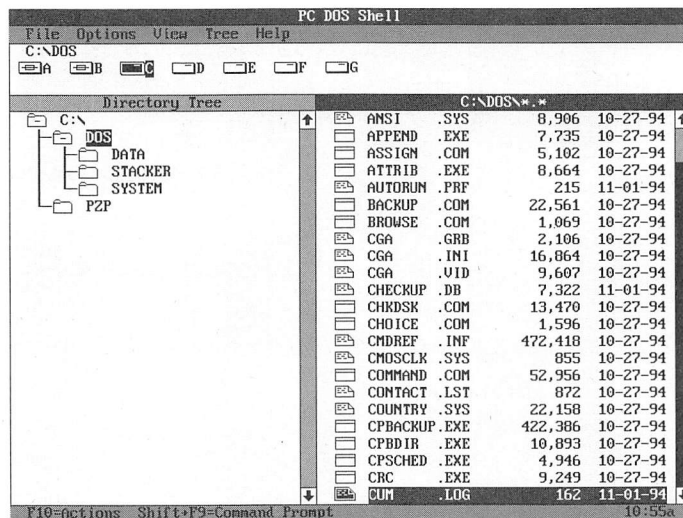 PC DOS Shell
File Options View Tree Help
C:\DOS
A B C D E F G
Directory Tree
C:\
DOS
DATA
STACKER
SYSTEM
PZP
C:\DOS\*.*
ANSI .SYS 8,906 10-27-94
APPEND .EXE 7,735 10-27-94
ASSIGN .COM 5,102 10-27-94
ATTRIB .EXE 8,664 10-27-94
AUTORUN .PRF 215 11-01-94
BACKUP .COM 22,561 10-27-94
BROWSE .COM 1,069 10-27-94
CGA .GRB 2,106 10-27-94
CGA .INI 16,864 10-27-94
CGA .VID 9,607 10-27-94
CHECKUP .DB 7,322 11-01-94
CHKDSK .COM 13,470 10-27-94
CHOICE .COM 1,596 10-27-94
CMDREF .INF 472,418 10-27-94
CMOSCLK .SYS 855 10-27-94
COMMAND .COM 52,956 10-27-94
CONTACT .LST 872 10-27-94
COUNTRY .SYS 22,158 10-27-94
CPBACKUP.EXE 422,386 10-27-94
CPBDIR .EXE 10,893 10-27-94
CPSCHED .EXE 4,946 10-27-94
CRC .EXE 9,249 10-27-94
CUM .LOG 162 11-01-94
F10=Actions Shift+F9=Command Prompt 10:55a